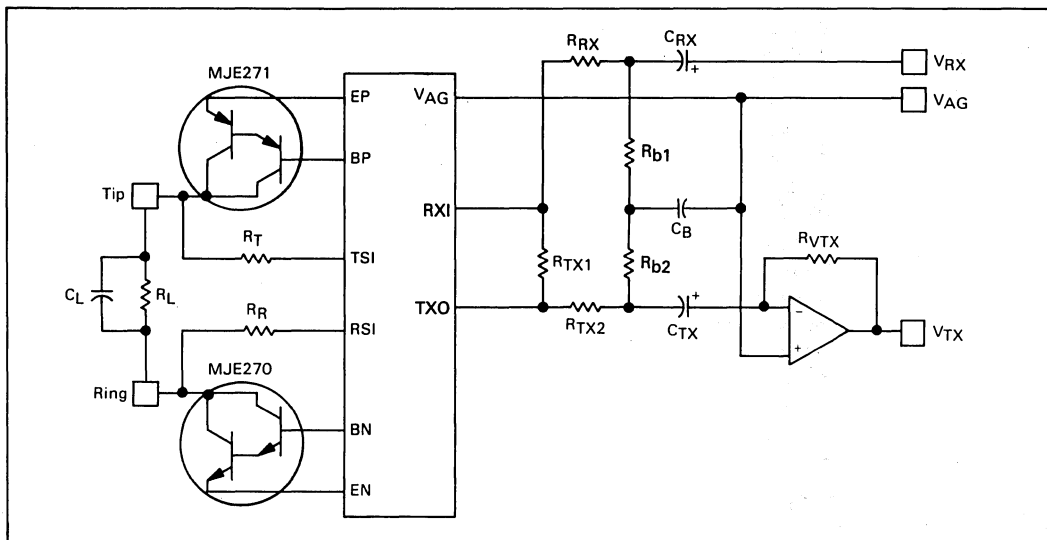 MJE271
EP
BP
Tip
RT
TSI
CL
RL
RR
RSI
Ring
MJE270
BN
EN
VAG
RXI
TXO
RRX
CRX
+
VRX
VAG
Rb1
CB
RTX1
Rb2
RVTX
RTX2
CTX
+
−
+
VTX